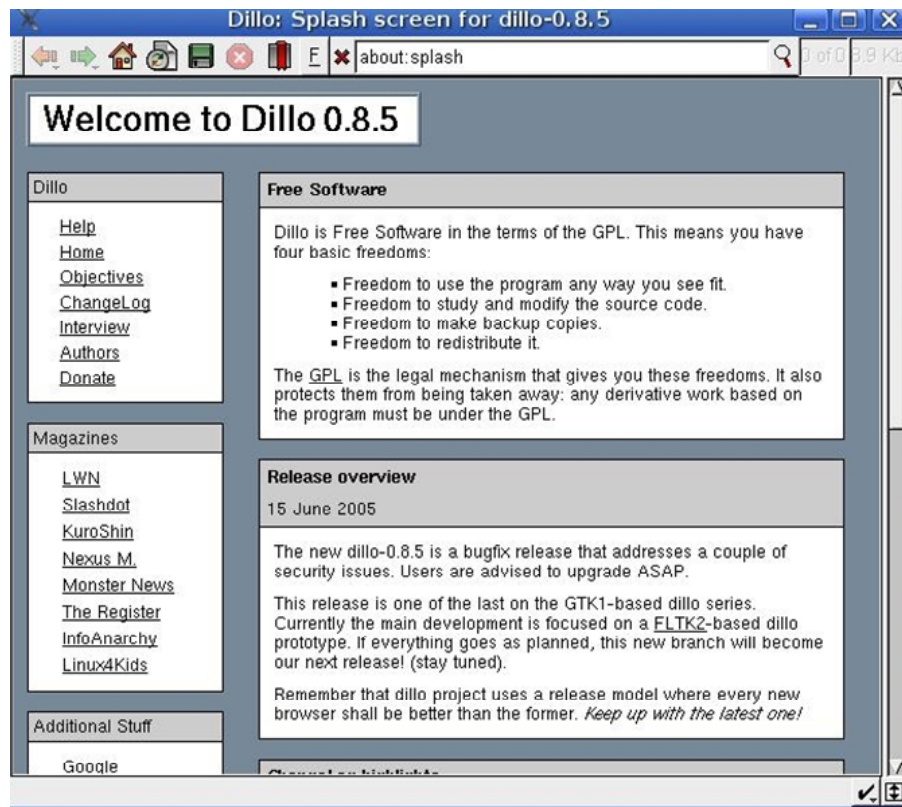 Dillo: Splash screen for dillo-0.8.5
F
about:splash
0 of 0
8.9 Kb
Welcome to Dillo 0.8.5
Dillo
Help
Home
Objectives
ChangeLog
Interview
Authors
Donate
Magazines
LWN
Slashdot
KuroShin
Nexus M.
Monster News
The Register
InfoAnarchy
Linux4Kids
Additional Stuff
Google
Free Software
Dillo is Free Software in the terms of the GPL. This means you have
four basic freedoms:
▪ Freedom to use the program any way you see fit.
▪ Freedom to study and modify the source code.
▪ Freedom to make backup copies.
▪ Freedom to redistribute it.
The GPL is the legal mechanism that gives you these freedoms. It also
protects them from being taken away: any derivative work based on
the program must be under the GPL.
Release overview
15 June 2005
The new dillo-0.8.5 is a bugfix release that addresses a couple of
security issues. Users are advised to upgrade ASAP.
This release is one of the last on the GTK1-based dillo series.
Currently the main development is focused on a FLTK2-based dillo
prototype. If everything goes as planned, this new branch will become
our next release! (stay tuned).
Remember that dillo project uses a release model where every new
browser shall be better than the former. Keep up with the latest one!
ChangeLog highlights